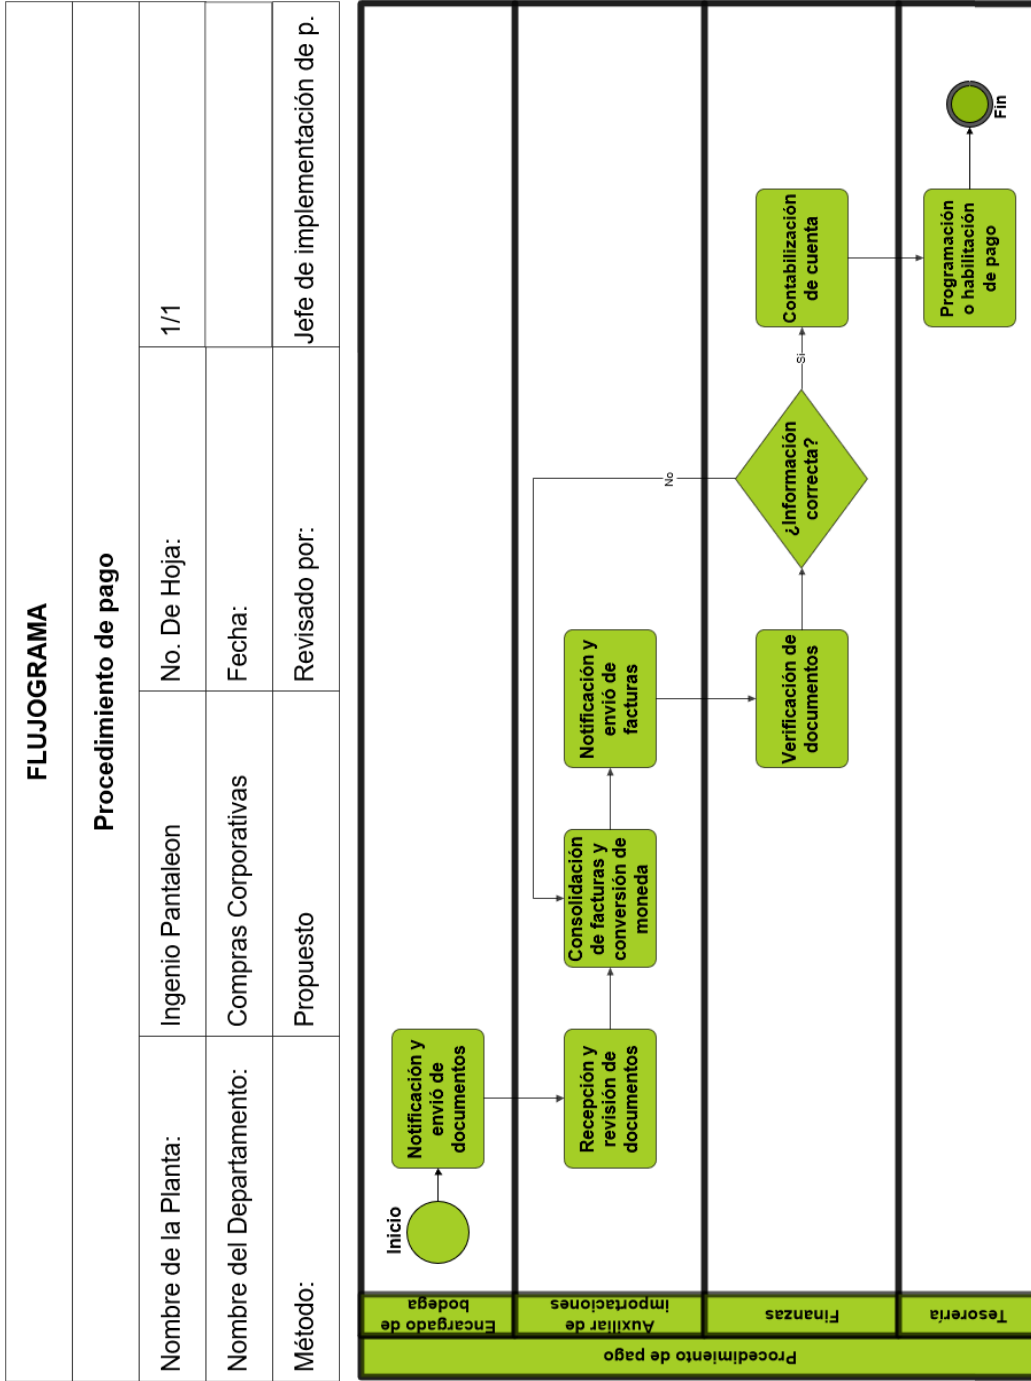 FLUJOGRAMA
Procedimiento de pago
Nombre de la Planta: Ingenio Pantaleon No. De Hoja: 1/1
Nombre del Departamento: Compras Corporativas Fecha:
Método: Propuesto Revisado por: Jefe de implementación de p.
Procedimiento de pago
Encargado de
bodega
Inicio
Notificación y
envió de
documentos
Auxiliar de
importaciones
Recepción y
revisión de
documentos
Consolidación
de facturas y
conversión de
moneda
Notificación y
envió de
facturas
No
Finanzas
Verificación de
documentos
¿Información
correcta?
Si
Contabilización
de cuenta
Tesorería
Programación
o habilitación
de pago
Fin